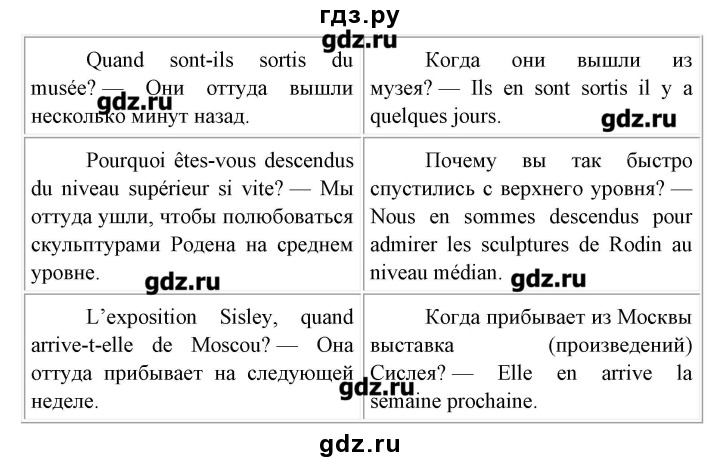 гдз.ру
gdz.ru
Quand sont-ils sortis du
musée? — Они оттуда вышли
gdz.ru
несколько минут назад.
Когда они вышли из
музея? — Ils en sont sortis il y a
quelques jours.
gdz.ru
Pourquoi êtes-vous descendus
du niveau supérieur si vite? — Мы
оттуда ушли, чтобы полюбоваться
скульптурами Родена на среднем
уровне.
gdz.ru
Почему вы так быстро
спустились с верхнего уровня? —
Nous en sommes descendus pour
admirer les sculptures de Rodin au
niveau médian.
gdz.ru
L’exposition Sisley, quand
arrive-t-elle de Moscou? — Она
оттуда прибывает на следующей
неделе.
Когда прибывает из Москвы
выставка (произведений)
Сислея? — Elle en arrive la
gdz.ru
semaine prochaine.
gdz.ru